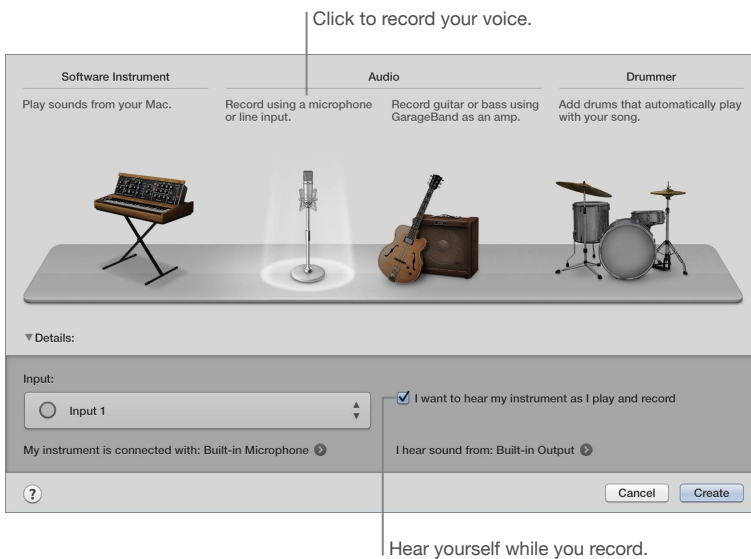 Click to record your voice.
Software Instrument
Audio
Drummer
Play sounds from your Mac.
Record using a microphone
or line input.
Record guitar or bass using
GarageBand as an amp.
Add drums that automatically play
with your song.
Details:
Input:
Input 1
I want to hear my instrument as I play and record
My instrument is connected with: Built-in Microphone
I hear sound from: Built-in Output
?
Cancel
Create
Hear yourself while you record.